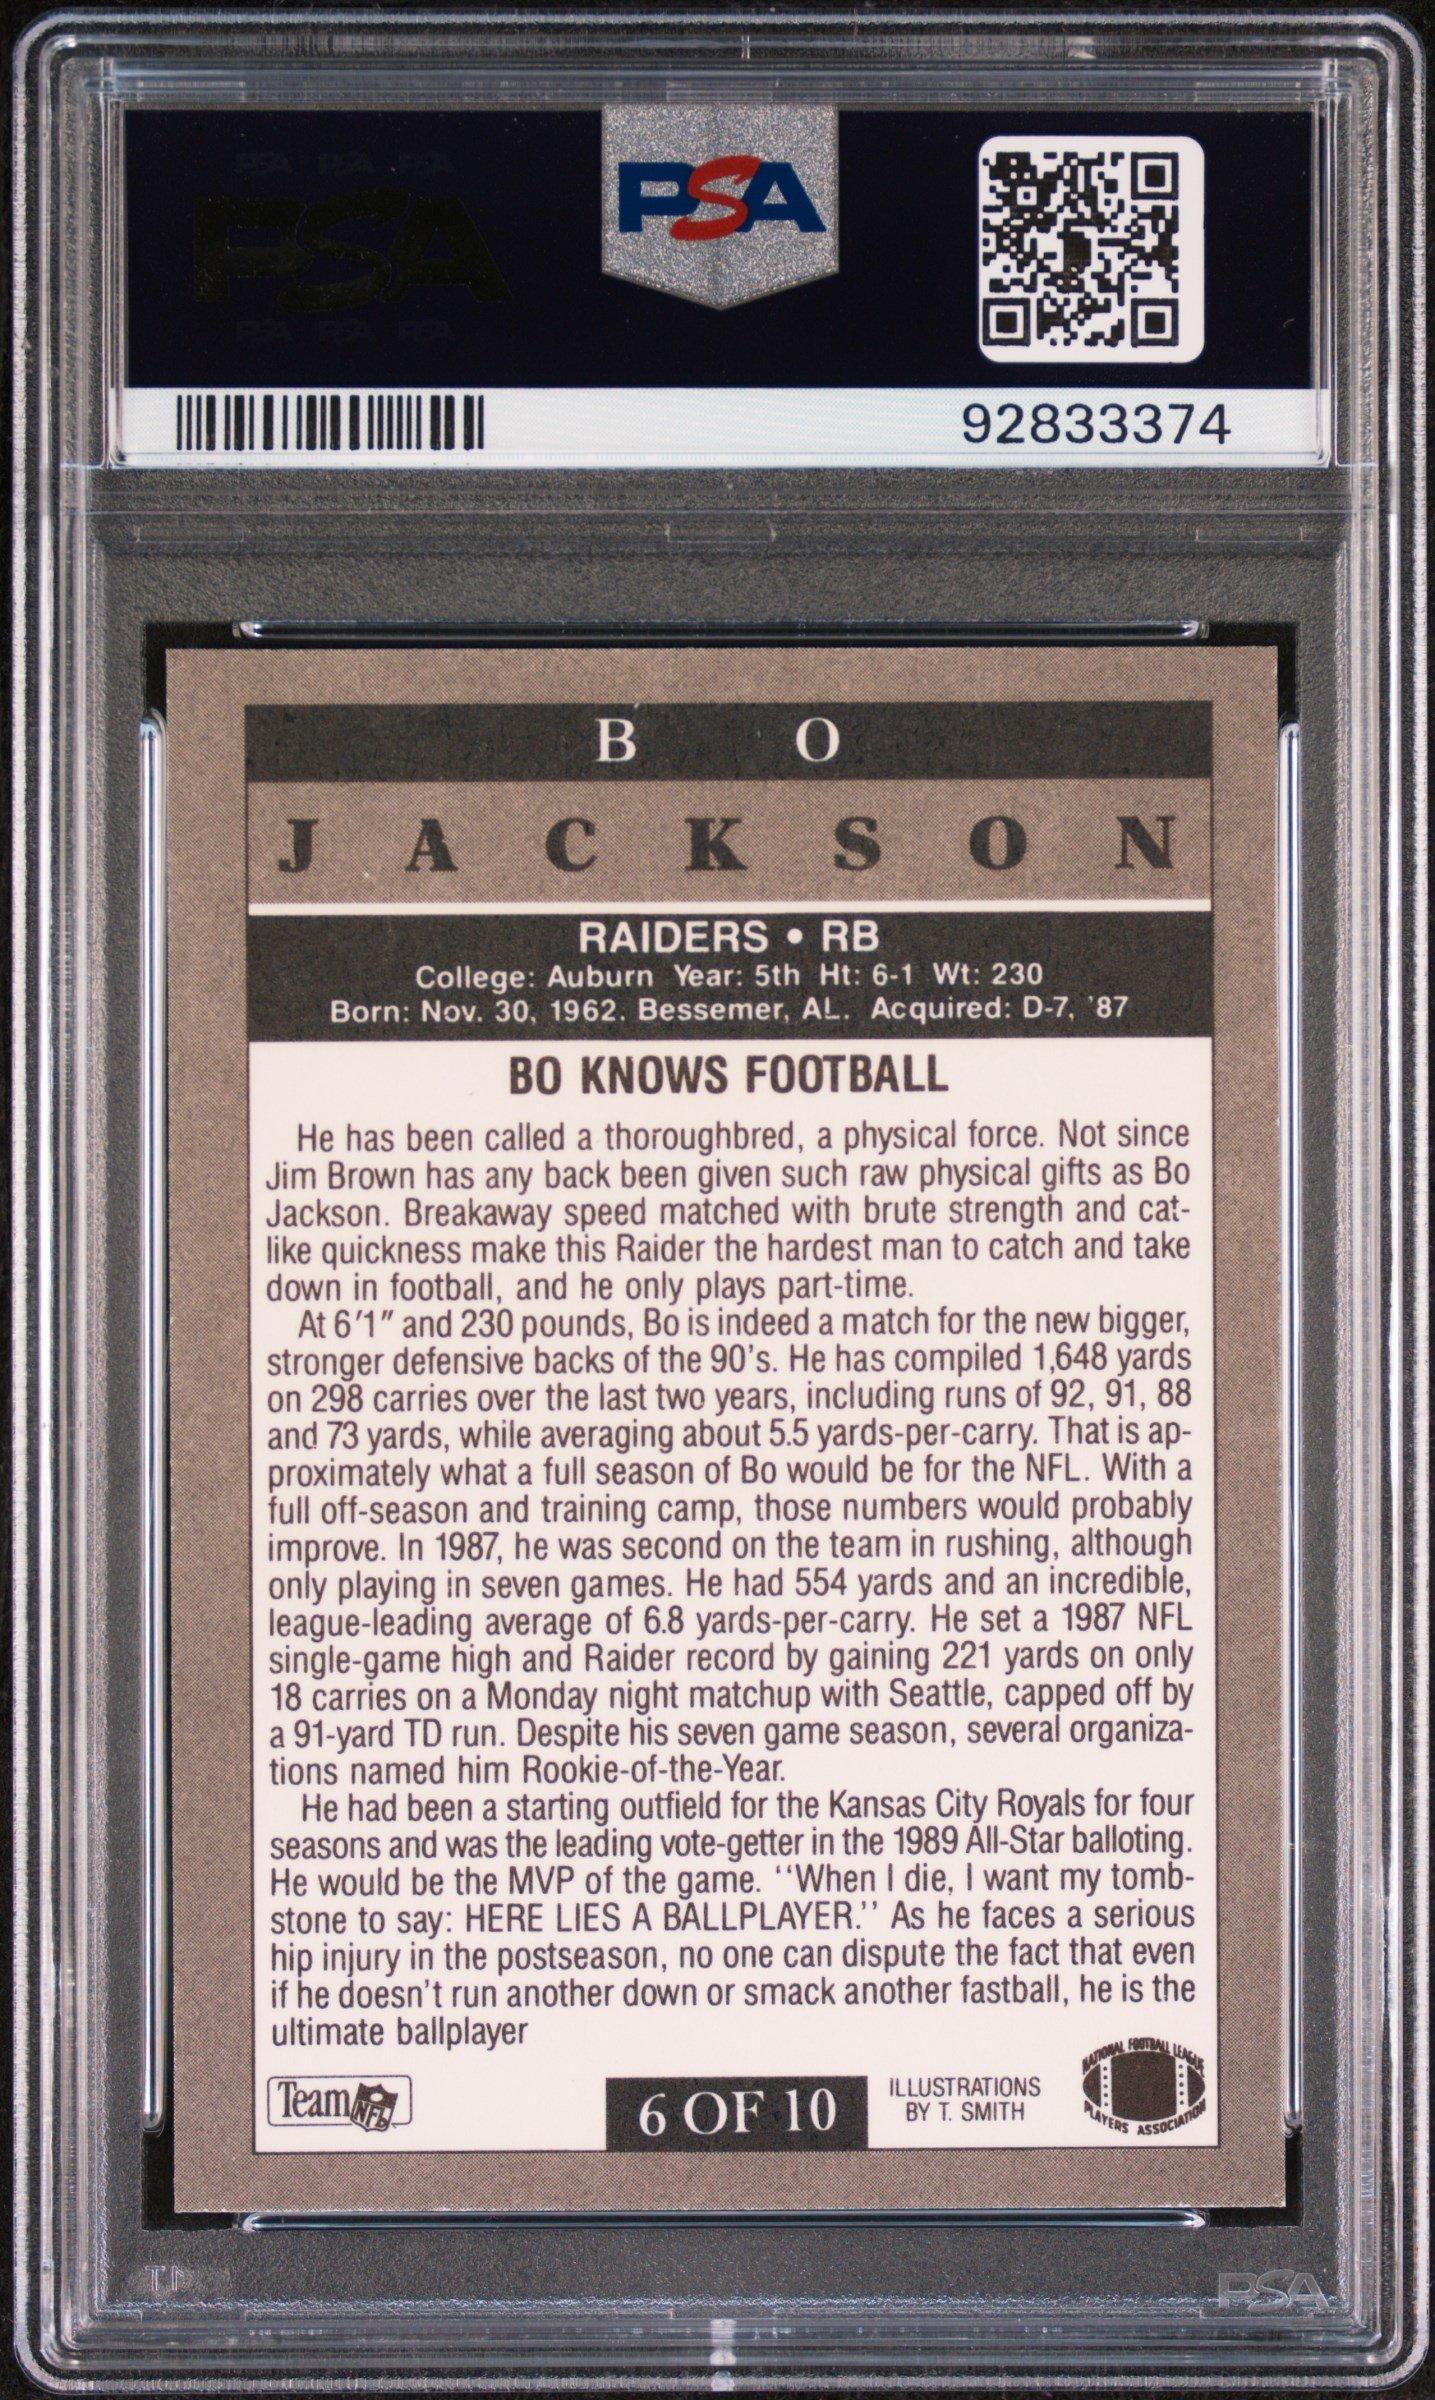 PSA PSA PSA
PSA
PSA PSA PSA
PSA
92833374
BO
JACKSON
RAIDERS • RB
College: Auburn Year: 5th Ht: 6-1 Wt: 230
Born: Nov. 30, 1962. Bessemer, AL. Acquired: D-7, '87
BO KNOWS FOOTBALL
He has been called a thoroughbred, a physical force. Not since
Jim Brown has any back been given such raw physical gifts as Bo
Jackson. Breakaway speed matched with brute strength and cat-
like quickness make this Raider the hardest man to catch and take
down in football, and he only plays part-time.
At 6'1" and 230 pounds, Bo is indeed a match for the new bigger,
stronger defensive backs of the 90's. He has compiled 1,648 yards
on 298 carries over the last two years, including runs of 92, 91, 88
and 73 yards, while averaging about 5.5 yards-per-carry. That is ap-
proximately what a full season of Bo would be for the NFL. With a
full off-season and training camp, those numbers would probably
improve. In 1987, he was second on the team in rushing, although
only playing in seven games. He had 554 yards and an incredible,
league-leading average of 6.8 yards-per-carry. He set a 1987 NFL
single-game high and Raider record by gaining 221 yards on only
18 carries on a Monday night matchup with Seattle, capped off by
a 91-yard TD run. Despite his seven game season, several organiza-
tions named him Rookie-of-the-Year.
He had been a starting outfield for the Kansas City Royals for four
seasons and was the leading vote-getter in the 1989 All-Star balloting.
He would be the MVP of the game. ''When I die, I want my tomb-
stone to say: HERE LIES A BALLPLAYER.'' As he faces a serious
hip injury in the postseason, no one can dispute the fact that even
if he doesn't run another down or smack another fastball, he is the
ultimate ballplayer
Team NFL
6 OF 10
ILLUSTRATIONS
BY T. SMITH
NATIONAL FOOTBALL LEAGUE
PLAYERS ASSOCIATION
PSA